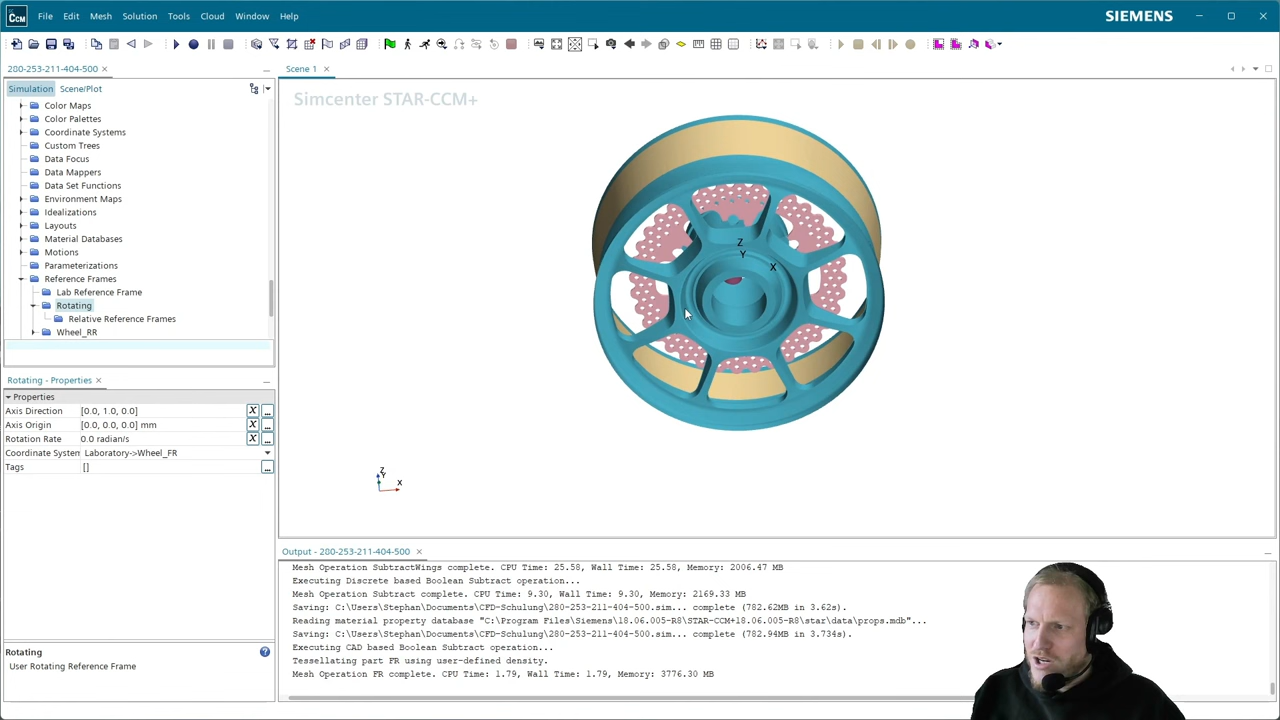 CCM File Edit Mesh Solution Tools Cloud Window Help SIEMENS
280-253-211-404-500
Scene 1
Simulation Scene/Plot
Color Maps
Color Palettes
Coordinate Systems
Custom Trees
Data Focus
Data Mappers
Data Set Functions
Environment Maps
Idealizations
Layouts
Material Databases
Motions
Parameterizations
Reference Frames
Lab Reference Frame
Rotating
Relative Reference Frames
Wheel_RR
Rotating - Properties
Properties
Axis Direction [0.0, 1.0, 0.0]
Axis Origin [0.0, 0.0, 0.0] mm
Rotation Rate 0.0 radian/s
Coordinate System Laboratory->Wheel_FR
Tags []
Rotating
User Rotating Reference Frame
Simcenter STAR-CCM+
Z
Y
X
Z
Y
X
Output - 280-253-211-404-500
Mesh Operation SubtractWings complete. CPU Time: 25.58, Wall Time: 25.58, Memory: 2006.47 MB
Executing Discrete based Boolean Subtract operation...
Mesh Operation Subtract complete. CPU Time: 9.30, Wall Time: 9.30, Memory: 2169.33 MB
Saving: C:\Users\Stephan\Documents\CFD-Schulung\280-253-211-404-500.sim... complete (782.62MB in 3.62s).
Reading material property database "C:\Program Files\Siemens\18.06.005-R8\STAR-CCM+18.06.005-R8\star\data\props.mdb"...
Saving: C:\Users\Stephan\Documents\CFD-Schulung\280-253-211-404-500.sim... complete (782.94MB in 3.734s).
Executing CAD based Boolean Subtract operation...
Tessellating part FR using user-defined density.
Mesh Operation FR complete. CPU Time: 1.79, Wall Time: 1.79, Memory: 3776.30 MB